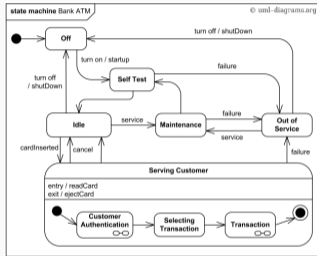 state machine Bank ATM
© uml-diagrams.org
Off
turn off / shutDown
turn on / startup
Self Test
failure
turn off
/ shutDown
Idle
service
Maintenance
failure
service
Out of
Service
cardInserted
cancel
failure
Serving Customer
entry / readCard
exit / ejectCard
Customer
Authentication
Selecting
Transaction
Transaction